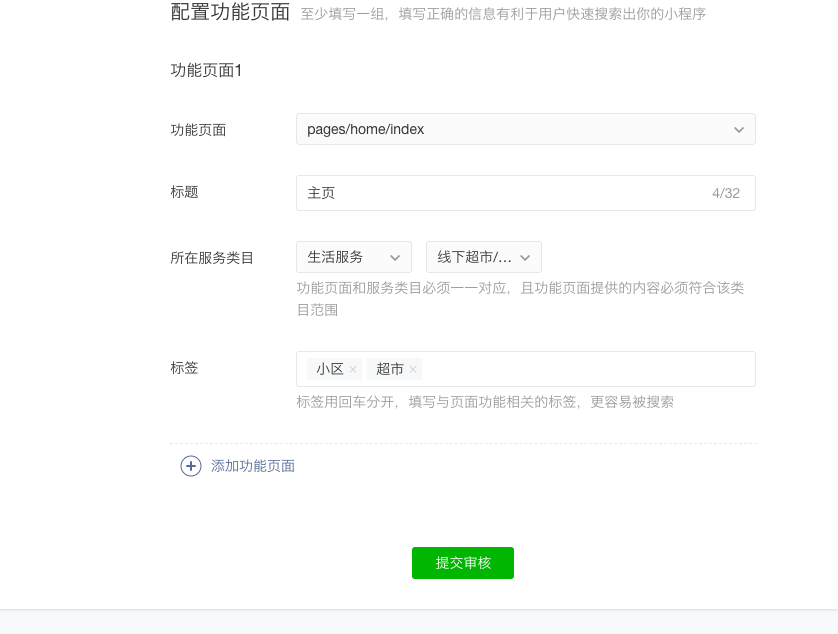 配置功能页面 至少填写一组，填写正确的信息有利于用户快速搜索出你的小程序
功能页面1
功能页面 pages/home/index
标题 主页 4/32
所在服务类目 生活服务 线下超市/...
功能页面和服务类目必须一一对应，且功能页面提供的内容必须符合该类
目范围
标签 小区 × 超市 ×
标签用回车分开，填写与页面功能相关的标签，更容易被搜索
添加功能页面
提交审核